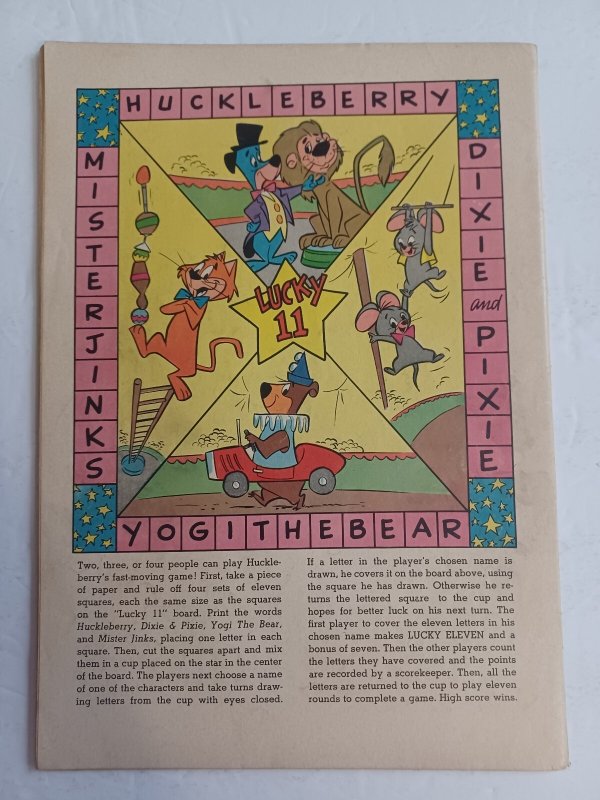 HUCKLEBERRY
MISTERJINKS
DIXIE and PIXIE
LUCKY
11
YOGITHEBEAR
Two, three, or four people can play Huckle-
berry's fast-moving game! First, take a piece
of paper and rule off four sets of eleven
squares, each the same size as the squares
on the "Lucky 11" board. Print the words
Huckleberry, Dixie & Pixie, Yogi The Bear,
and Mister Jinks, placing one letter in each
square. Then, cut the squares apart and mix
them in a cup placed on the star in the center
of the board. The players next choose a name
of one of the characters and take turns draw-
ing letters from the cup with eyes closed.
If a letter in the player's chosen name is
drawn, he covers it on the board above, using
the square he has drawn. Otherwise he re-
turns the lettered square to the cup and
hopes for better luck on his next turn. The
first player to cover the eleven letters in his
chosen name makes LUCKY ELEVEN and a
bonus of seven. Then the other players count
the letters they have covered and the points
are recorded by a scorekeeper. Then, all the
letters are returned to the cup to play eleven
rounds to complete a game. High score wins.